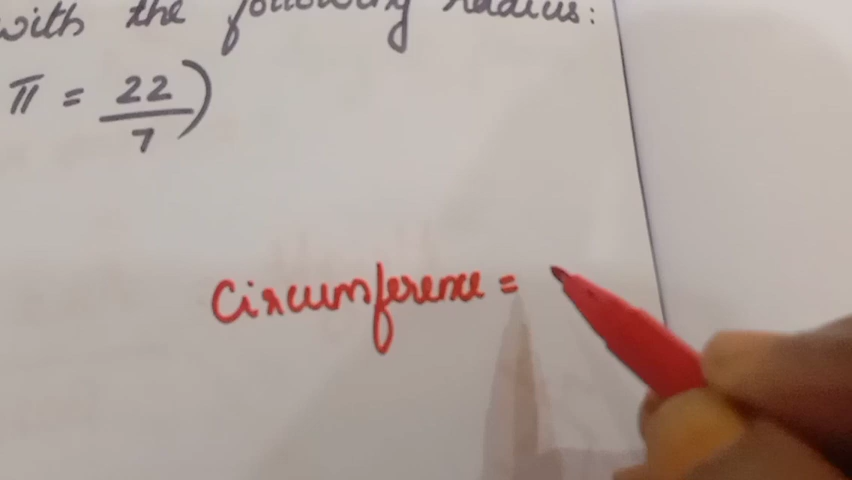 with the following radius:
π = 22/7)
Circumference =